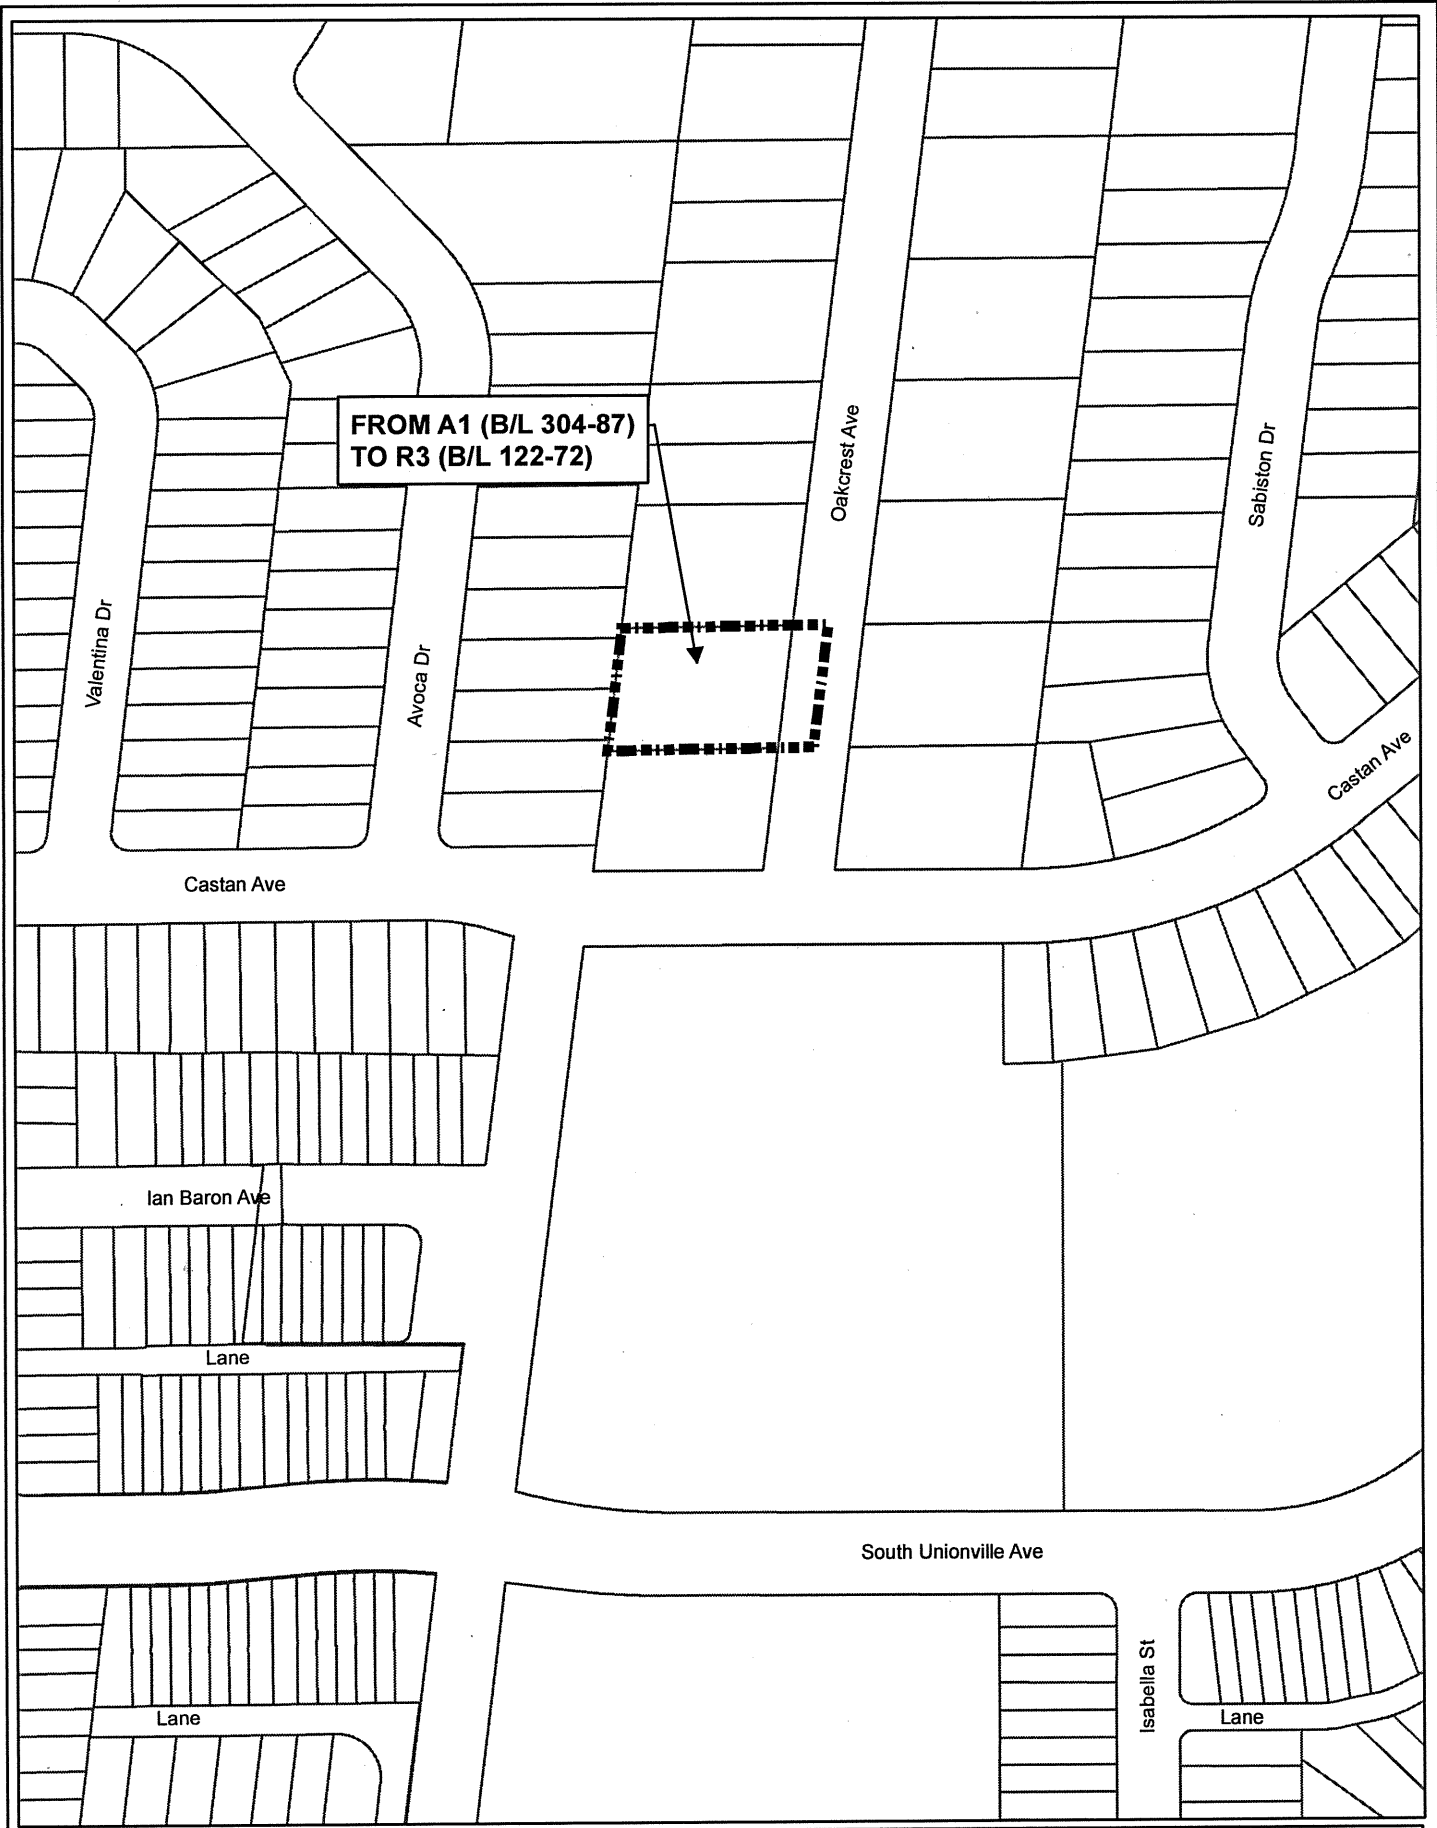 FROM A1 (B/L 304-87)
TO R3 (B/L 122-72)
Oakcrest Ave
Sabiston Dr
Valentina Dr
Avoca Dr
Castan Ave
Castan Ave
Ian Baron Ave
Lane
South Unionville Ave
Isabella St
Lane
Lane